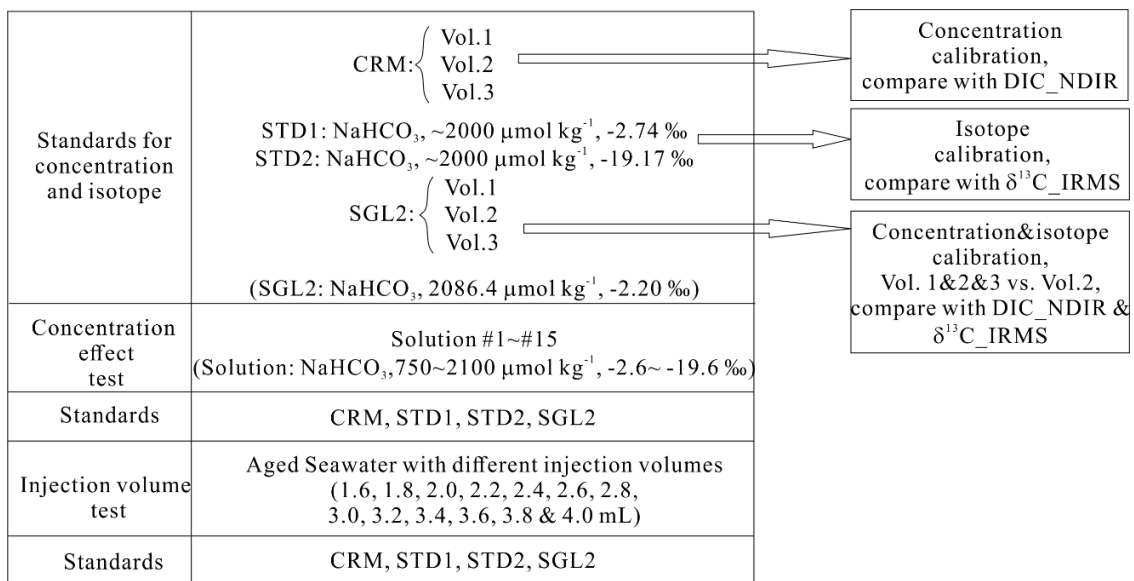 Standards for
concentration
and isotope
CRM:
Vol.1
Vol.2
Vol.3
STD1: NaHCO₃, ~2000 μmol kg⁻¹, -2.74 ‰
STD2: NaHCO₃, ~2000 μmol kg⁻¹, -19.17 ‰
SGL2:
Vol.1
Vol.2
Vol.3
(SGL2: NaHCO₃, 2086.4 μmol kg⁻¹, -2.20 ‰)
Concentration
calibration,
compare with DIC_NDIR
Isotope
calibration,
compare with δ¹³C_IRMS
Concentration&isotope
calibration,
Vol. 1&2&3 vs. Vol.2,
compare with DIC_NDIR &
δ¹³C_IRMS
Concentration
effect
test
Solution #1~#15
(Solution: NaHCO₃,750~2100 μmol kg⁻¹, -2.6~ -19.6 ‰)
Standards
CRM, STD1, STD2, SGL2
Injection volume
test
Aged Seawater with different injection volumes
(1.6, 1.8, 2.0, 2.2, 2.4, 2.6, 2.8,
3.0, 3.2, 3.4, 3.6, 3.8 & 4.0 mL)
Standards
CRM, STD1, STD2, SGL2